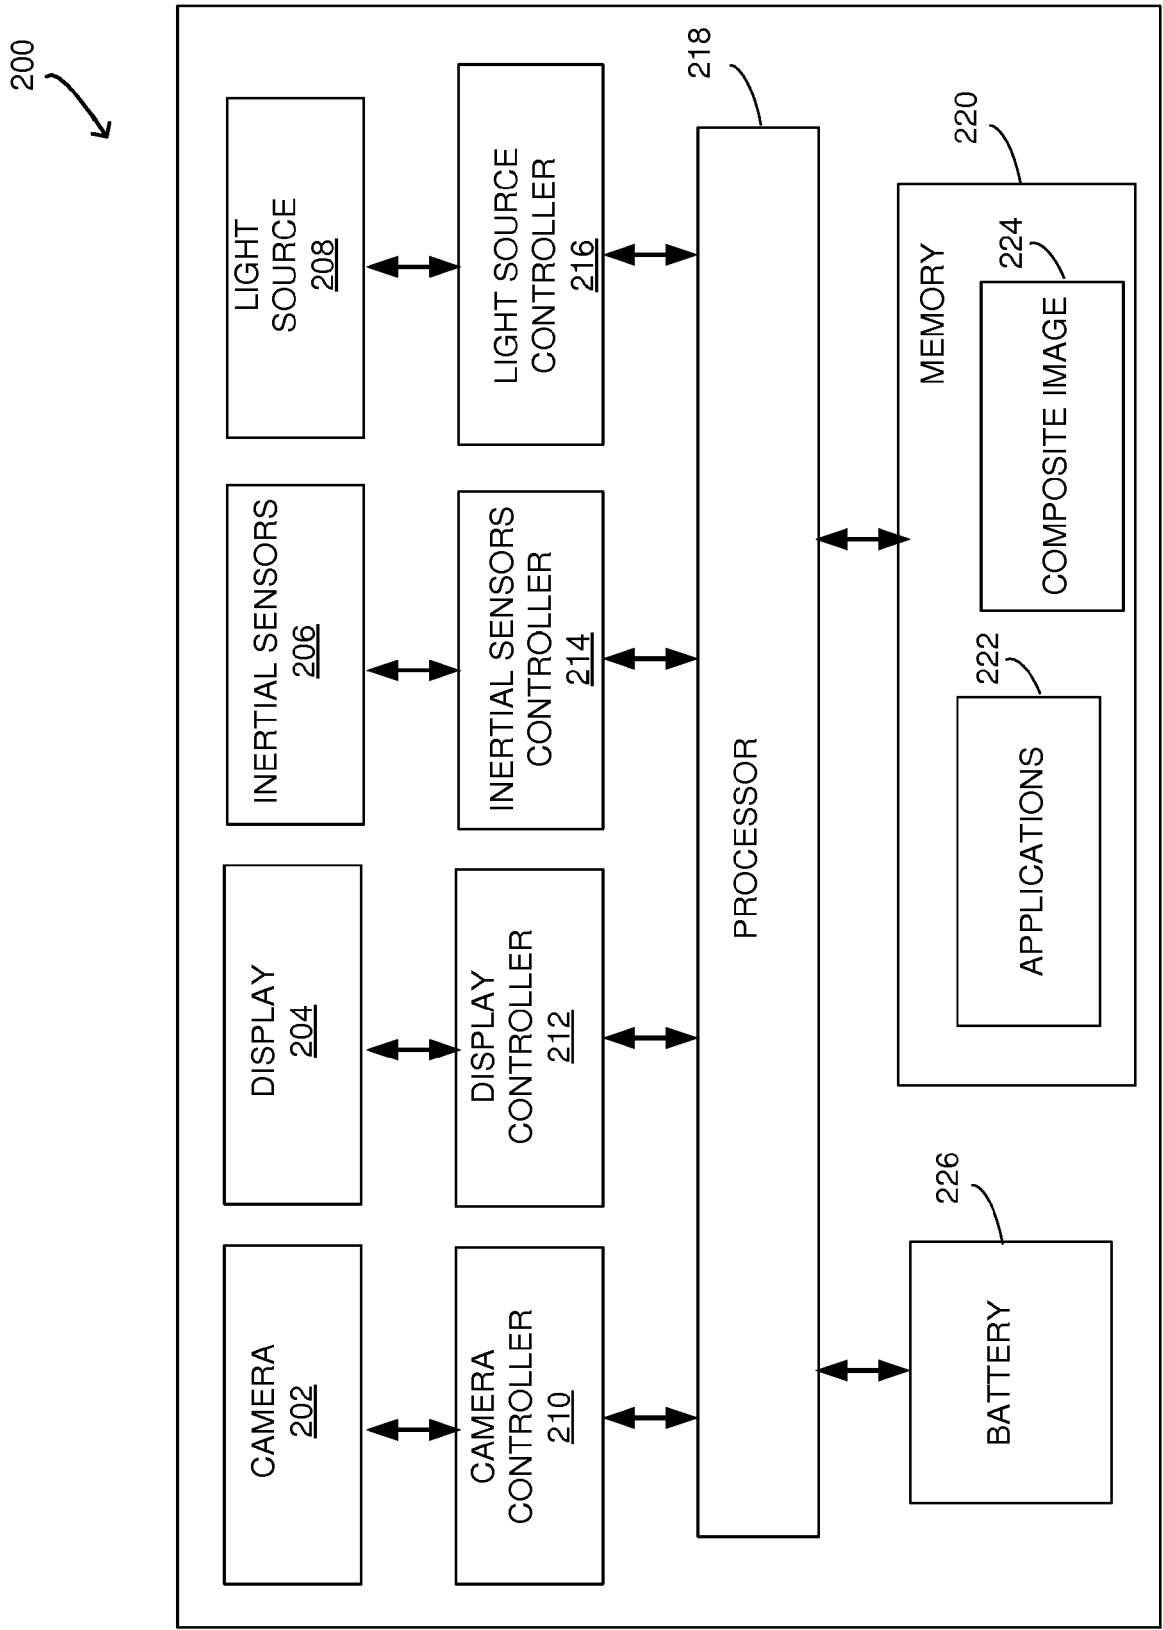 200
CAMERA
202
DISPLAY
204
INERTIAL SENSORS
206
LIGHT
SOURCE
208
CAMERA
CONTROLLER
210
DISPLAY
CONTROLLER
212
INERTIAL SENSORS
CONTROLLER
214
LIGHT SOURCE
CONTROLLER
216
218
PROCESSOR
226
BATTERY
220
MEMORY
222
APPLICATIONS
224
COMPOSITE IMAGE